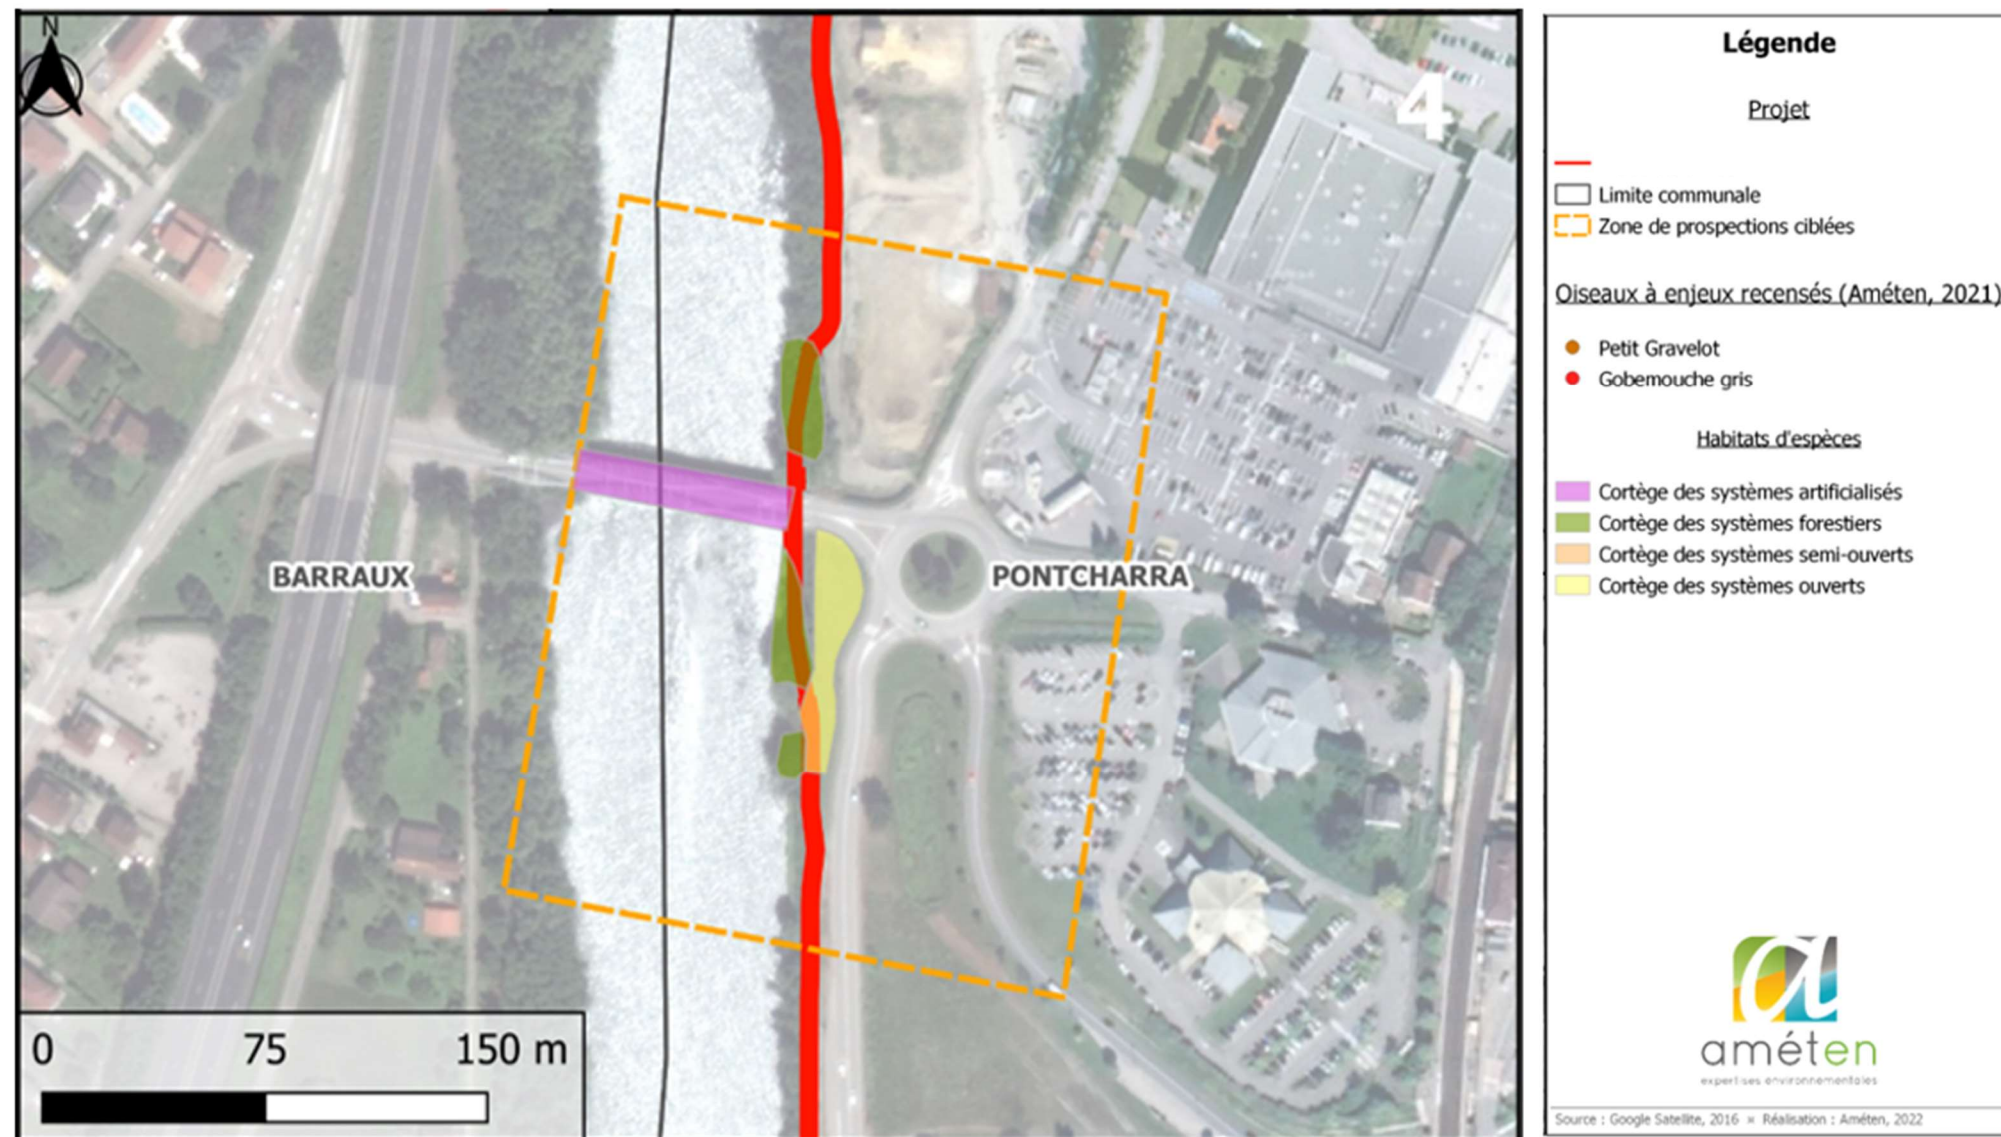 N
4
BARRAUX
PONTCHARRA
0 75 150 m
Légende
Projet
Limite communale
Zone de prospections ciblées
Oiseaux à enjeux recensés (Améten, 2021)
Petit Gravelot
Gobemouche gris
Habitats d'espèces
Cortège des systèmes artificialisés
Cortège des systèmes forestiers
Cortège des systèmes semi-ouverts
Cortège des systèmes ouverts
a
améten
expertises environnementales
Source : Google Satellite, 2016 × Réalisation : Améten, 2022